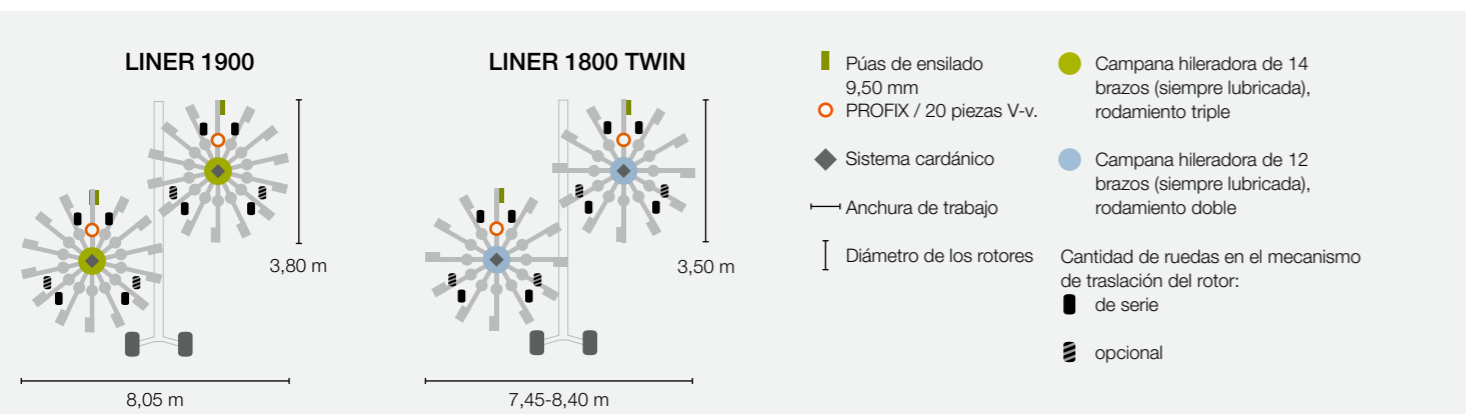 LINER 1900
3,80 m
8,05 m
LINER 1800 TWIN
3,50 m
7,45-8,40 m
Púas de ensilado
9,50 mm
PROFIX / 20 piezas V-v.
Sistema cardánico
Anchura de trabajo
Diámetro de los rotores
Campana hileradora de 14
brazos (siempre lubricada),
rodamiento triple
Campana hileradora de 12
brazos (siempre lubricada),
rodamiento doble
Cantidad de ruedas en el mecanismo
de traslación del rotor:
de serie
opcional